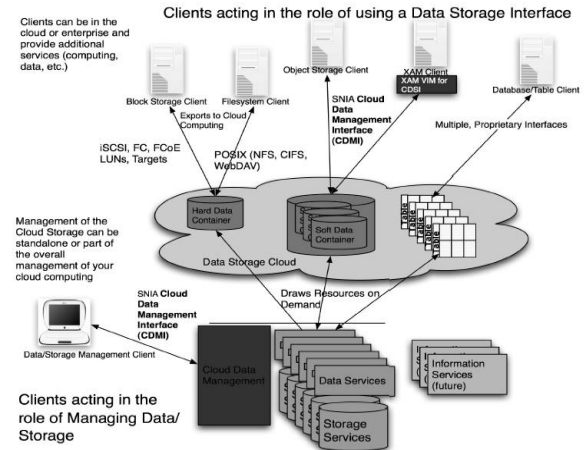 Clients acting in the role of using a Data Storage Interface
Clients can be in the
cloud or enterprise and
provide additional
services (computing,
data, etc.)
Block Storage Client
Filesystem Client
Object Storage Client
XAM Client
XAM VIM for
CDSI
Database/Table Client
Exports to Cloud
Computing
iSCSI, FC, FCoE
LUNs, Targets
POSIX (NFS, CIFS,
WebDAV)
SNIA Cloud
Data
Management
Interface
(CDMI)
Multiple, Proprietary Interfaces
Hard Data
Container
Soft Data
Container
Table
Table
Table
Table
Table
Data Storage Cloud
Management of the
Cloud Storage can be
standalone or part of the
overall
management of your
cloud computing
SNIA Cloud
Data
Management
Interface
(CDMI)
Draws Resources on
Demand
Data/Storage Management Client
Cloud Data
Management
Data Services
Storage
Services
Information
Services
(future)
Clients acting in the
role of Managing Data/
Storage